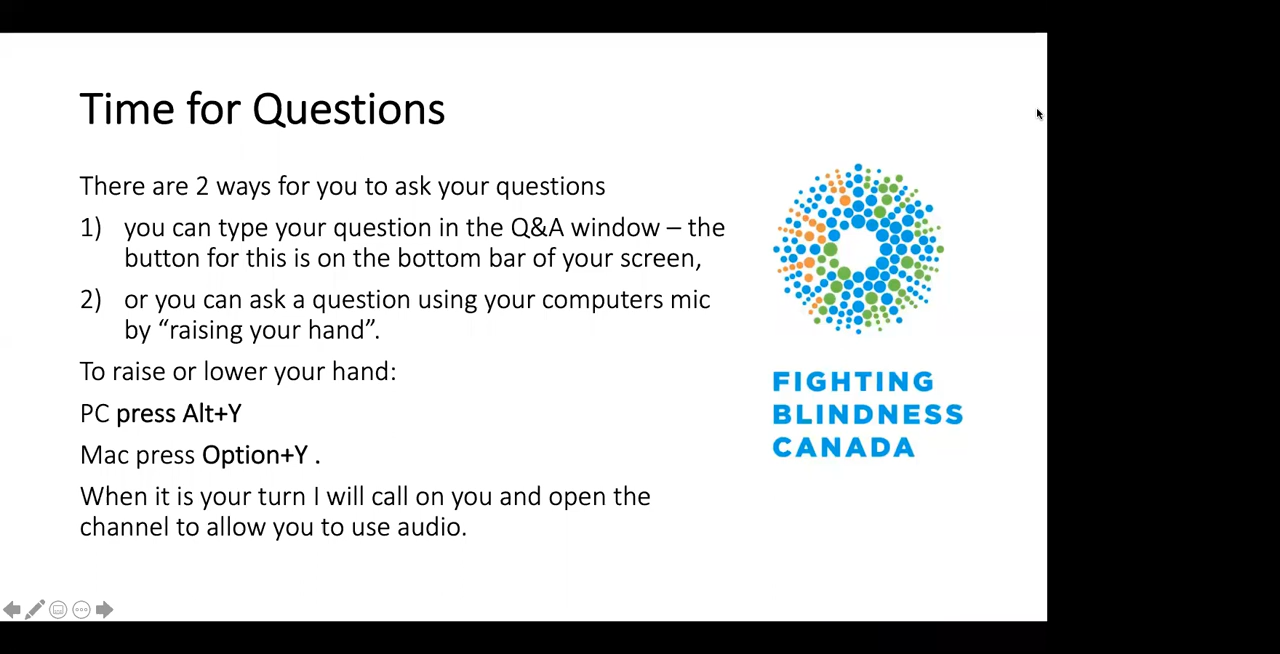 Time for Questions
There are 2 ways for you to ask your questions
1) you can type your question in the Q&A window – the
button for this is on the bottom bar of your screen,
2) or you can ask a question using your computers mic
by “raising your hand”.
To raise or lower your hand:
PC press Alt+Y
Mac press Option+Y .
When it is your turn I will call on you and open the
channel to allow you to use audio.
FIGHTING
BLINDNESS
CANADA